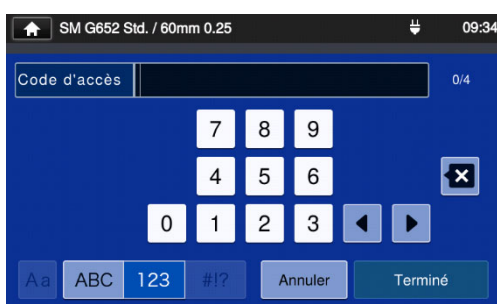 SM G652 Std. / 60mm 0.25 09:34
Code d'accès 0/4
7 8 9
4 5 6
0 1 2 3
Aa ABC 123 #!? Annuler Terminé